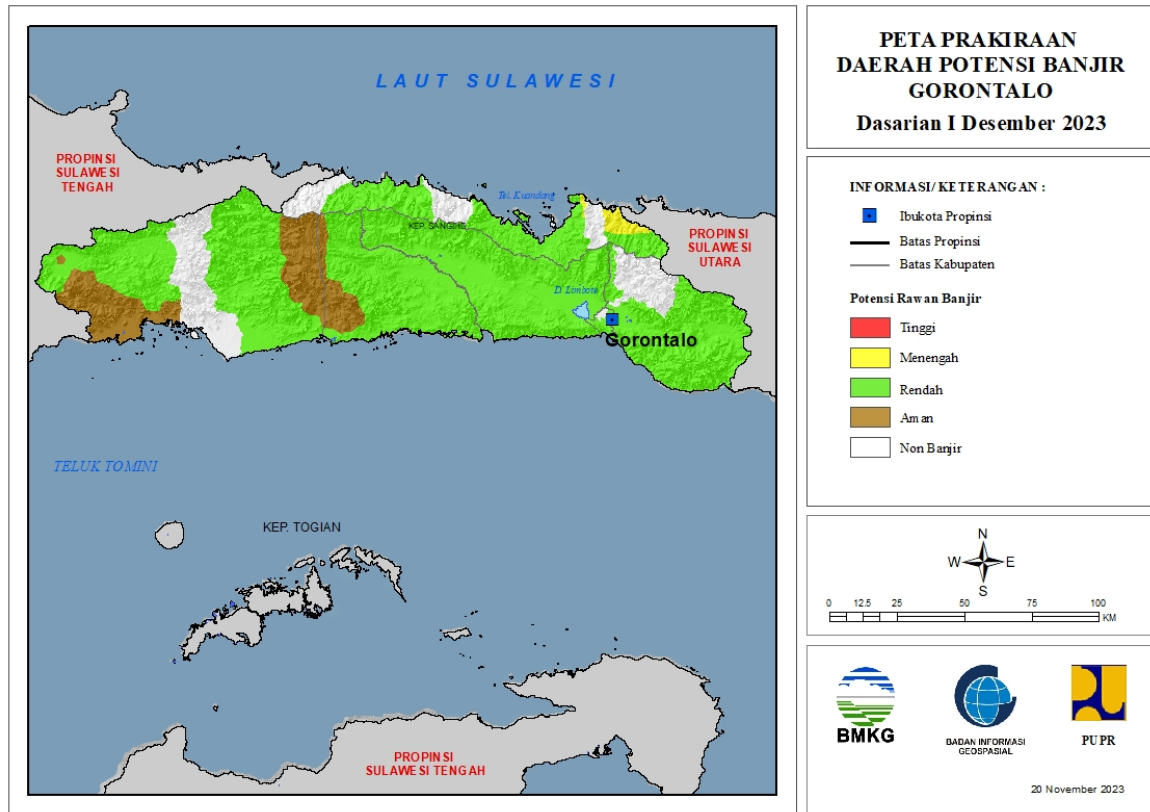 LAUT SULAWESI
PROPINSI
SULAWESI
TENGAH
Tel. Kuandang
KEP. SANGIHE
PROPINSI
SULAWESI
UTARA
D. Limboto
Gorontalo
TELUK TOMINI
KEP. TOGIAN
PROPINSI
SULAWESI TENGAH
PETA PRAKIRAAN
DAERAH POTENSI BANJIR
GORONTALO
Dasarian I Desember 2023
INFORMASI/ KETERANGAN :
Ibukota Propinsi
Batas Propinsi
Batas Kabupaten
Potensi Rawan Banjir
Tinggi
Menengah
Rendah
Aman
Non Banjir
N
W E
S
0 12.5 25 50 75 100
KM
BMKG
BADAN INFORMASI
GEOSPASIAL
PUPR
20 November 2023